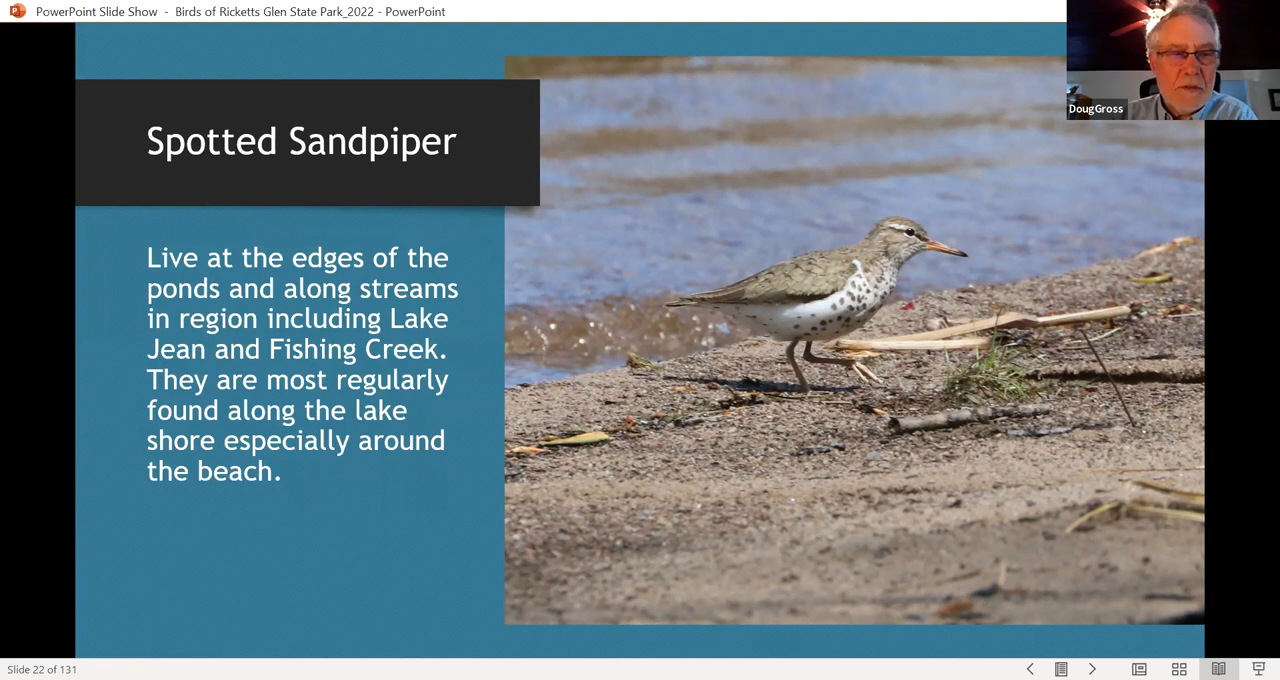 PowerPoint Slide Show - Birds of Ricketts Glen State Park_2022 - PowerPoint
DougGross
Spotted Sandpiper
Live at the edges of the
ponds and along streams
in region including Lake
Jean and Fishing Creek.
They are most regularly
found along the lake
shore especially around
the beach.
Slide 22 of 131